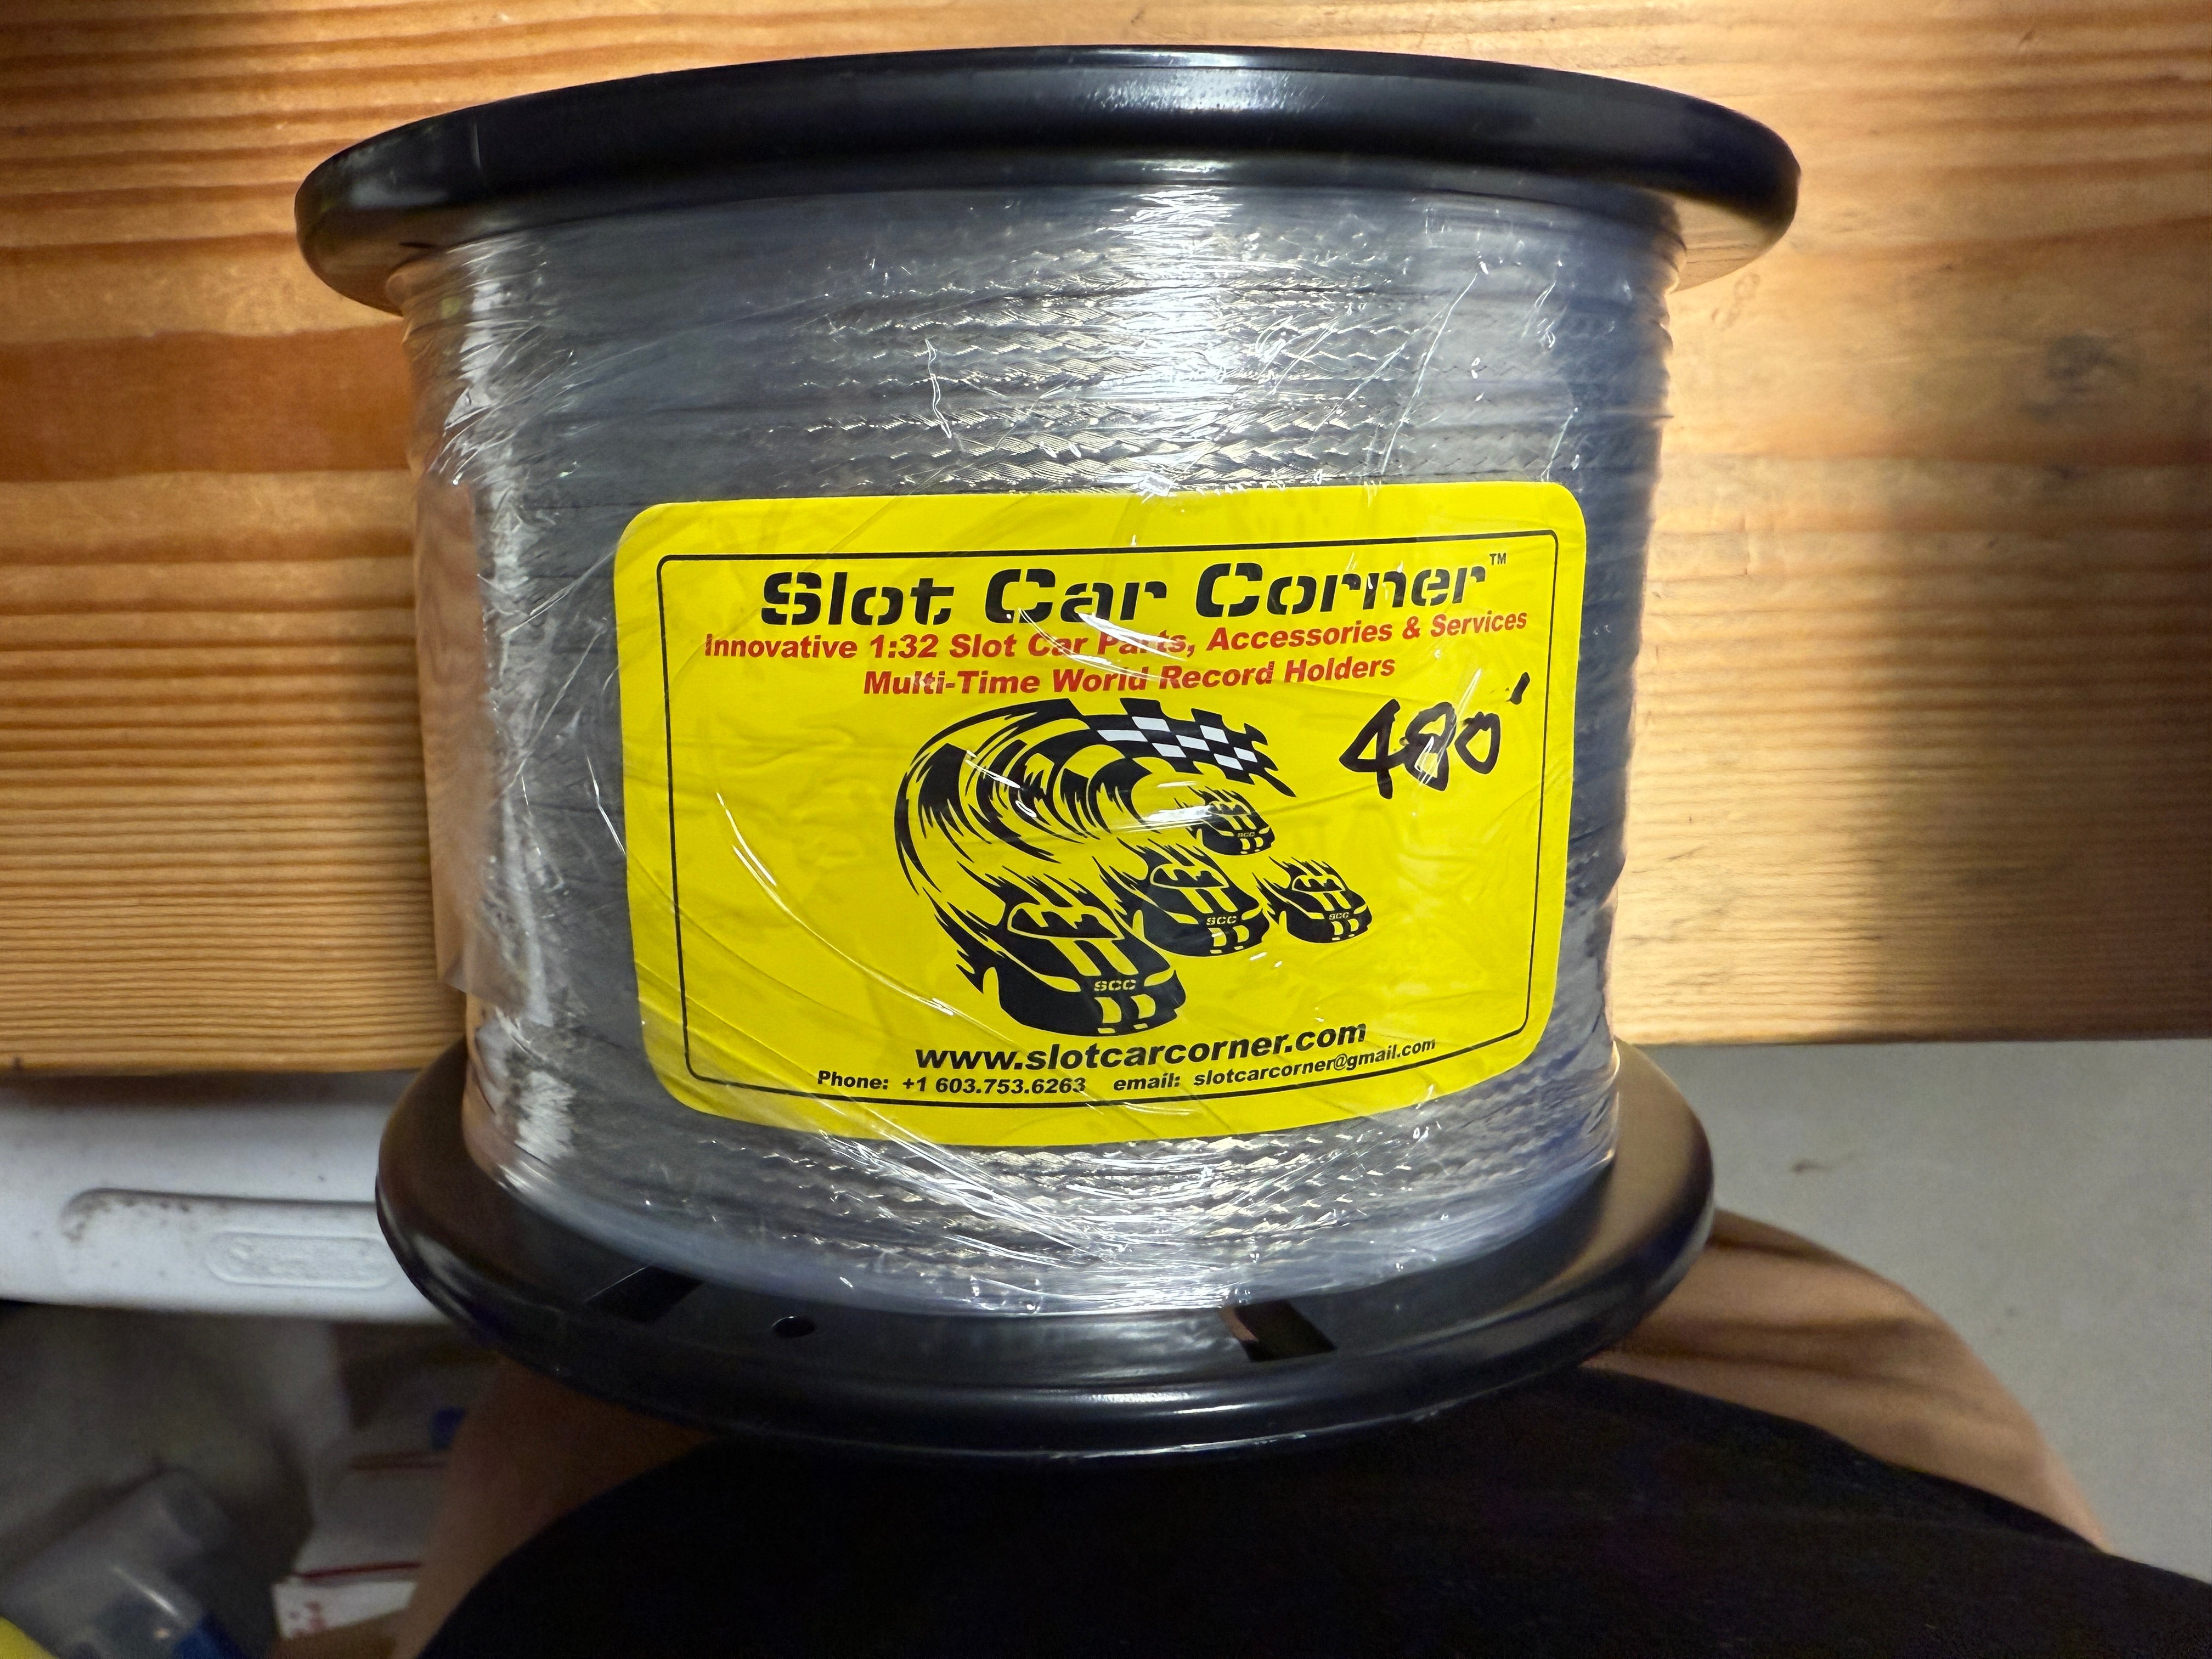 Slot Car Corner™
Innovative 1:32 Slot Car Parts, Accessories & Services
Multi-Time World Record Holders
480'
SCC
SCC
SCC
SCC
www.slotcarcorner.com
Phone: +1 603.753.6263 email: slotcarcorner@gmail.com